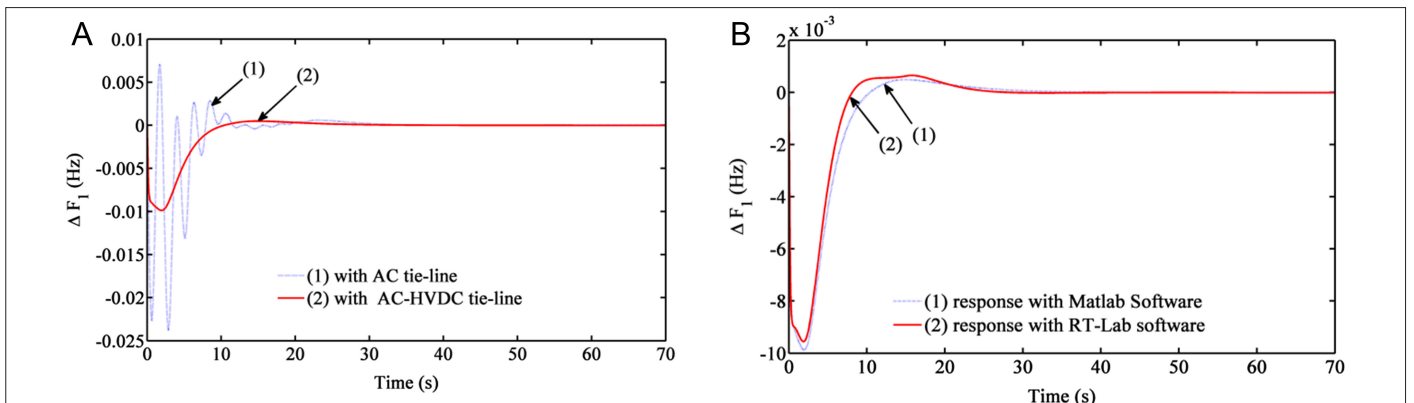 A
0.01
0.005
0
-0.005
-0.01
-0.015
-0.02
-0.025
Δ F1 (Hz)
(1)
(2)
(1) with AC tie-line
(2) with AC-HVDC tie-line
0 10 20 30 40 50 60 70
Time (s)
B
x 10-3
2
0
-2
-4
-6
-8
-10
Δ F1 (Hz)
(1)
(2)
(1) response with Matlab Software
(2) response with RT-Lab software
0 10 20 30 40 50 60 70
Time (s)